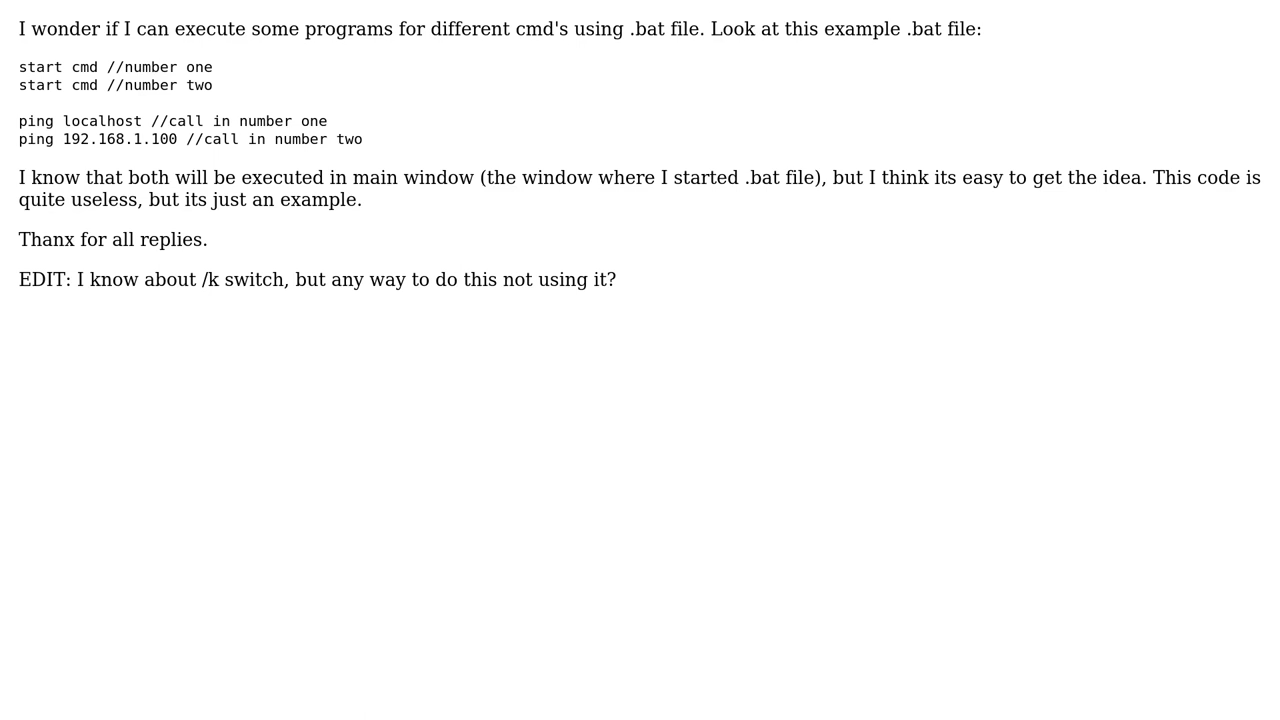 I wonder if I can execute some programs for different cmd's using .bat file. Look at this example .bat file:
start cmd //number one
start cmd //number two
ping localhost //call in number one
ping 192.168.1.100 //call in number two
I know that both will be executed in main window (the window where I started .bat file), but I think its easy to get the idea. This code is
quite useless, but its just an example.
Thanx for all replies.
EDIT: I know about /k switch, but any way to do this not using it?